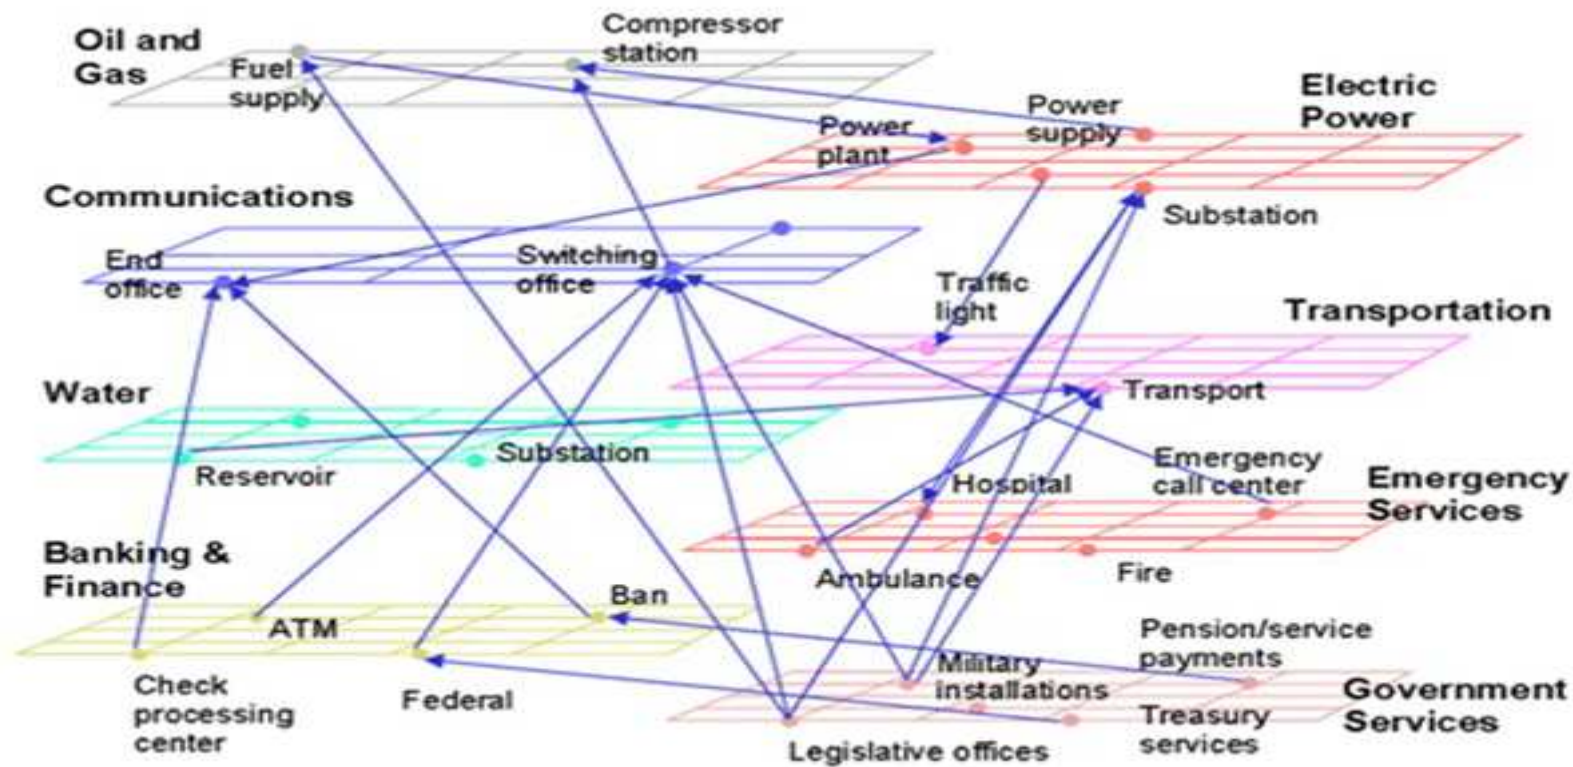 Oil and
Gas
Fuel
supply
Compressor
station
Electric
Power
Power
supply
Power
plant
Substation
Communications
End
office
Switching
office
Traffic
light
Transportation
Transport
Water
Substation
Reservoir
Hospital
Emergency
call center
Emergency
Services
Ambulance
Fire
Banking &
Finance
Ban
ATM
Check
processing
center
Federal
Pension/service
payments
Military
installations
Government
Services
Treasury
services
Legislative offices